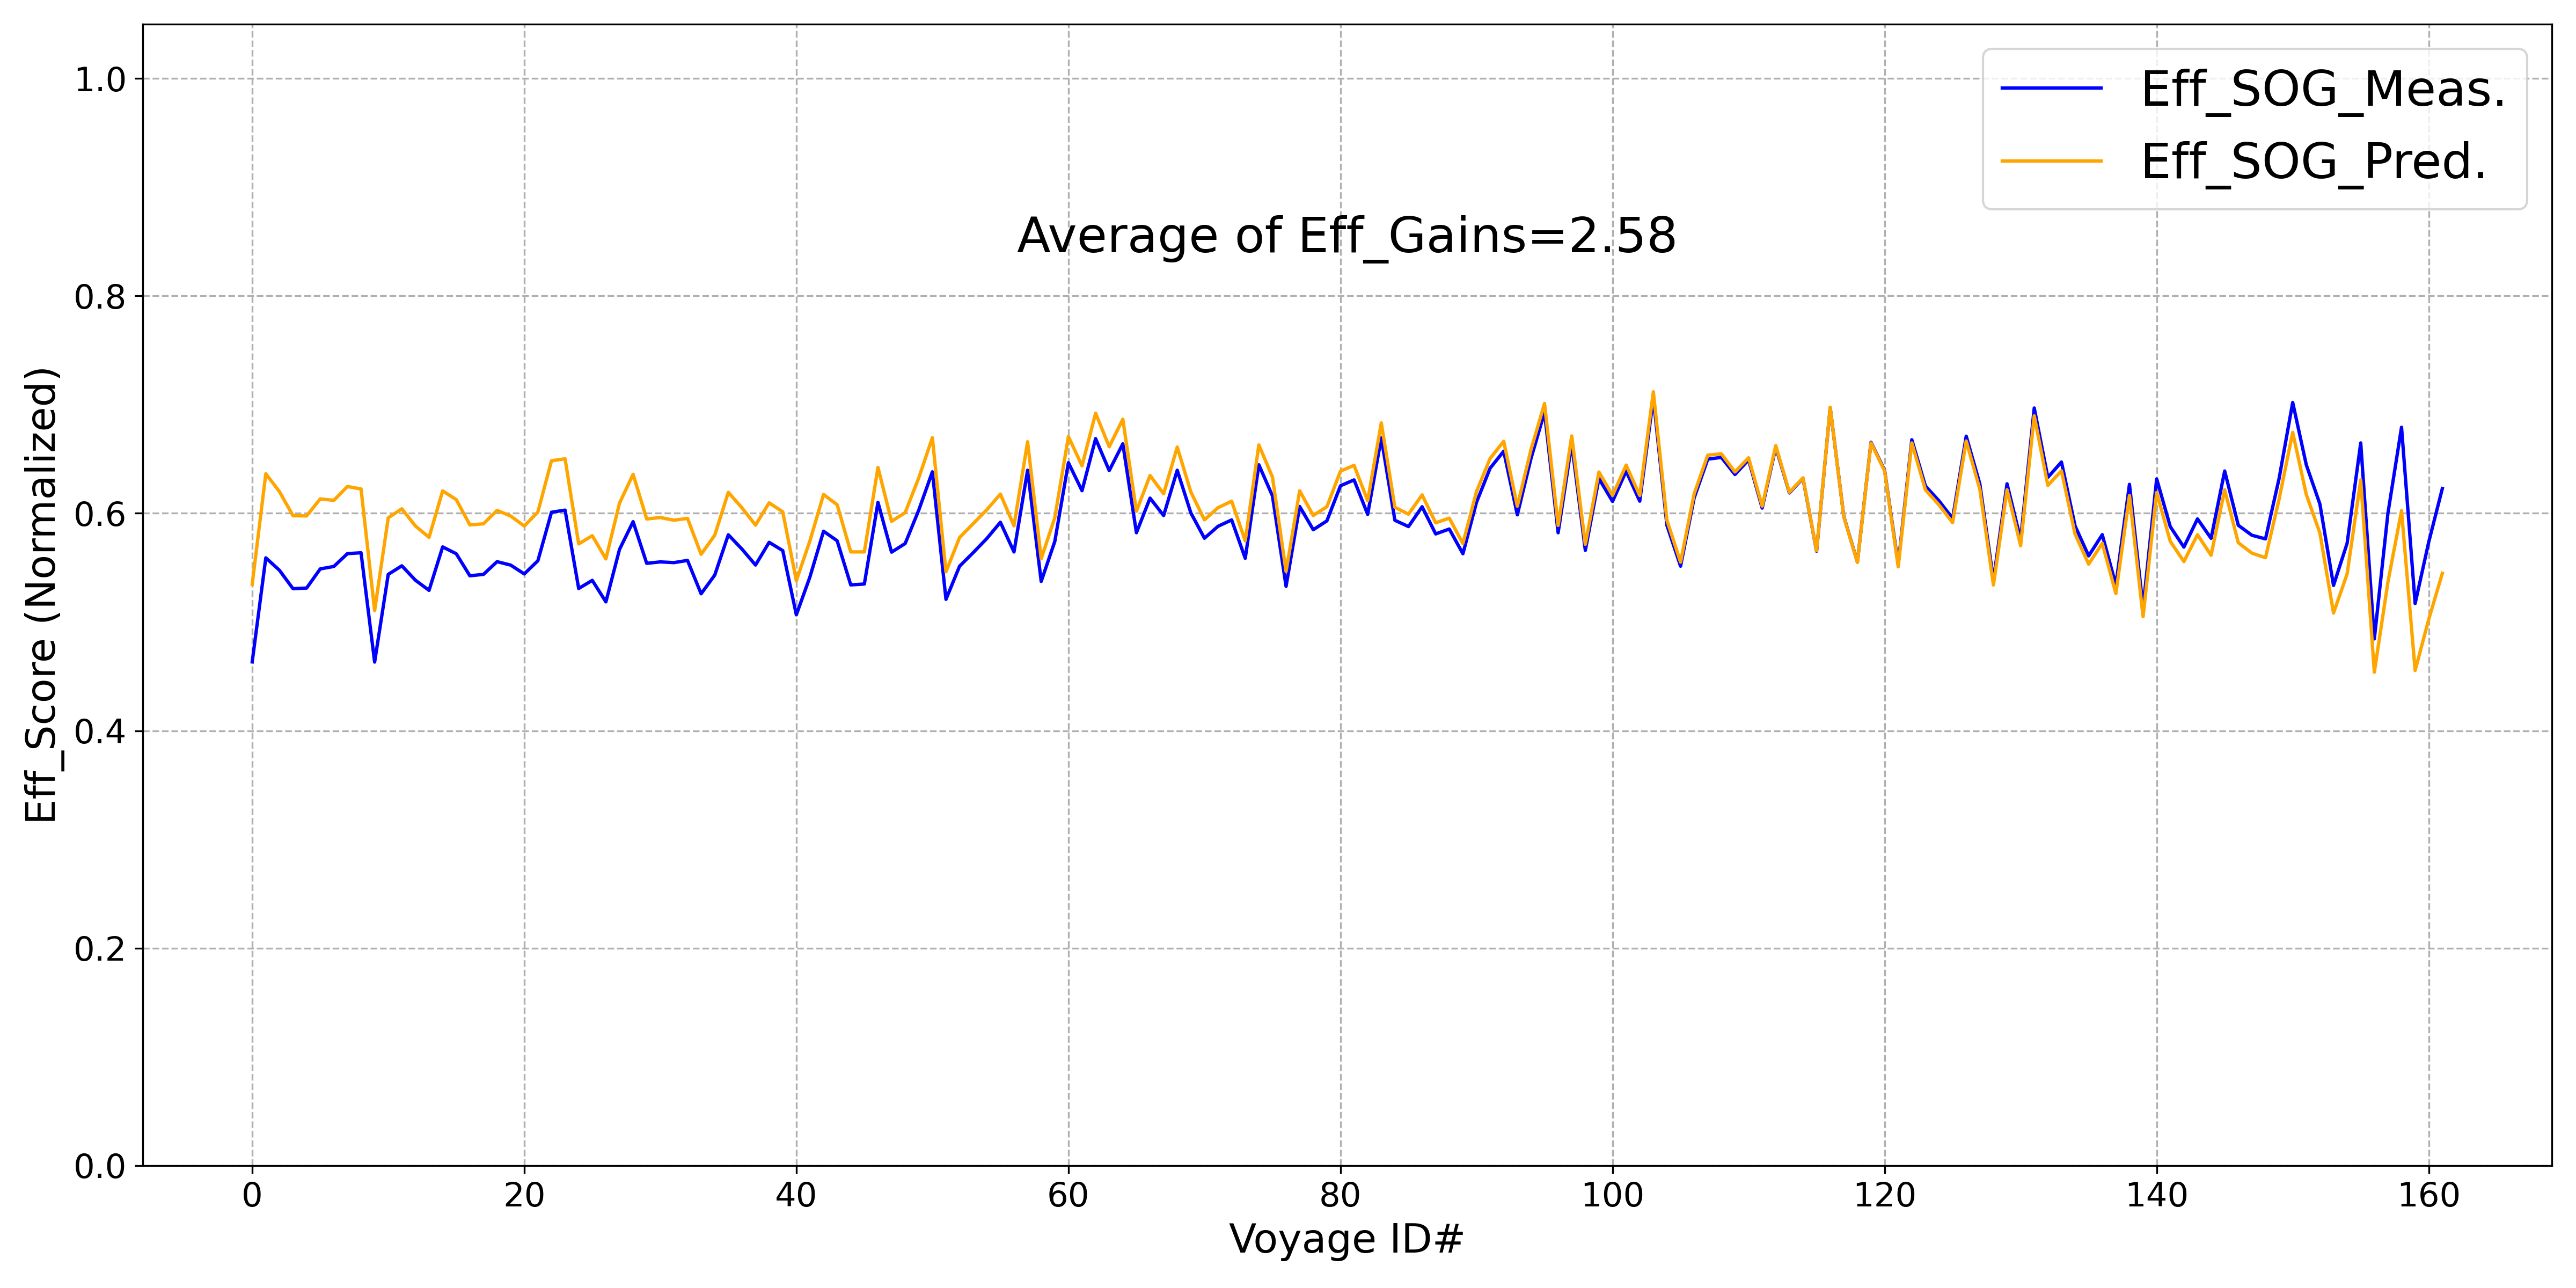 Eff_SOG_Meas.
Eff_SOG_Pred.
Average of Eff_Gains=2.58
Eff_Score (Normalized)
1.0
0.8
0.6
0.4
0.2
0.0
0 20 40 60 80 100 120 140 160
Voyage ID#